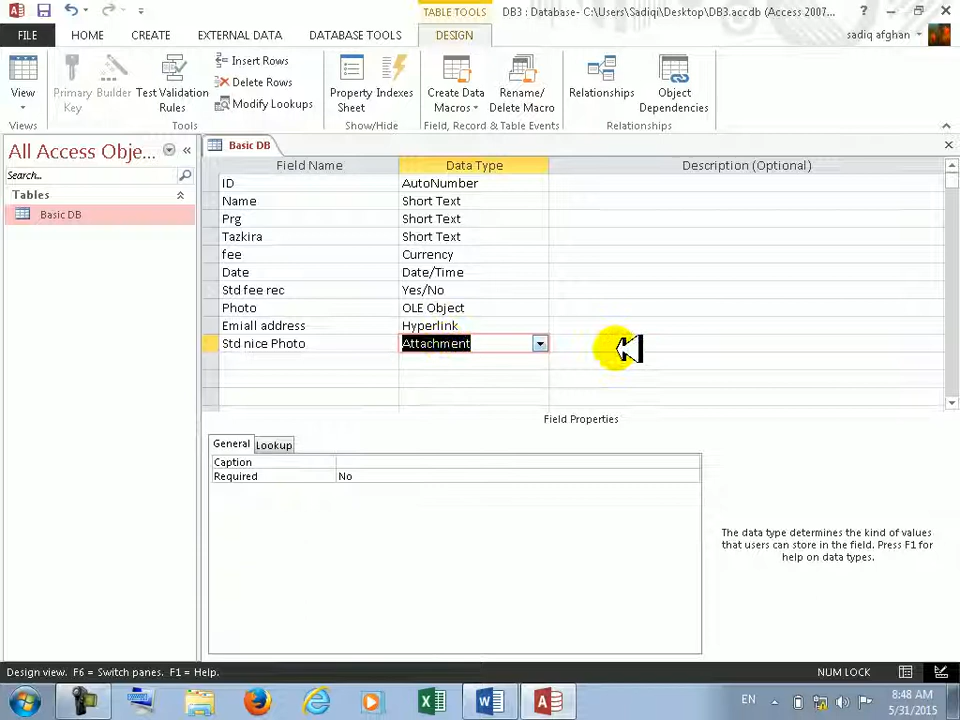 TABLE TOOLS
DB3 : Database- C:\Users\Sadiqi\Desktop\DB3.accdb (Access 2007...
FILE HOME CREATE EXTERNAL DATA DATABASE TOOLS DESIGN sadiq afghan
View
Primary Key
Builder
Test Validation Rules
Insert Rows
Delete Rows
Modify Lookups
Property Sheet
Indexes
Create Data Macros
Rename/ Delete Macro
Relationships
Object Dependencies
Views Tools Show/Hide Field, Record & Table Events Relationships
All Access Obje...
Search...
Tables
Basic DB
Basic DB
Field Name Data Type Description (Optional)
ID AutoNumber
Name Short Text
Prg Short Text
Tazkira Short Text
fee Currency
Date Date/Time
Std fee rec Yes/No
Photo OLE Object
Emiall address Hyperlink
Std nice Photo Attachment
Field Properties
General Lookup
Caption
Required No
The data type determines the kind of values
that users can store in the field. Press F1 for
help on data types.
Design view. F6 = Switch panes. F1 = Help. NUM LOCK
EN
8:48 AM
5/31/2015